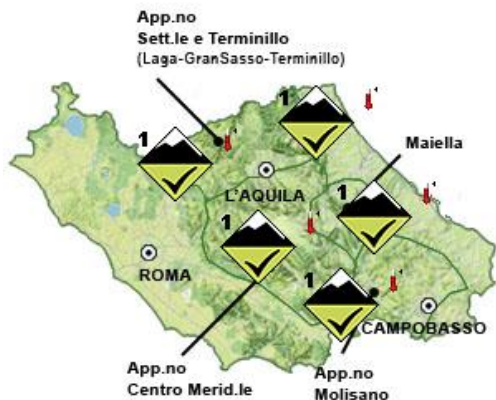 App.no
Sett.le e Terminillo
(Laga-GranSasso-Terminillo)
1
1
Maiella
L'AQUILA
1
1
ROMA
1
CAMPOBASSO
App.no
Centro Merid.le
App.no
Molisano